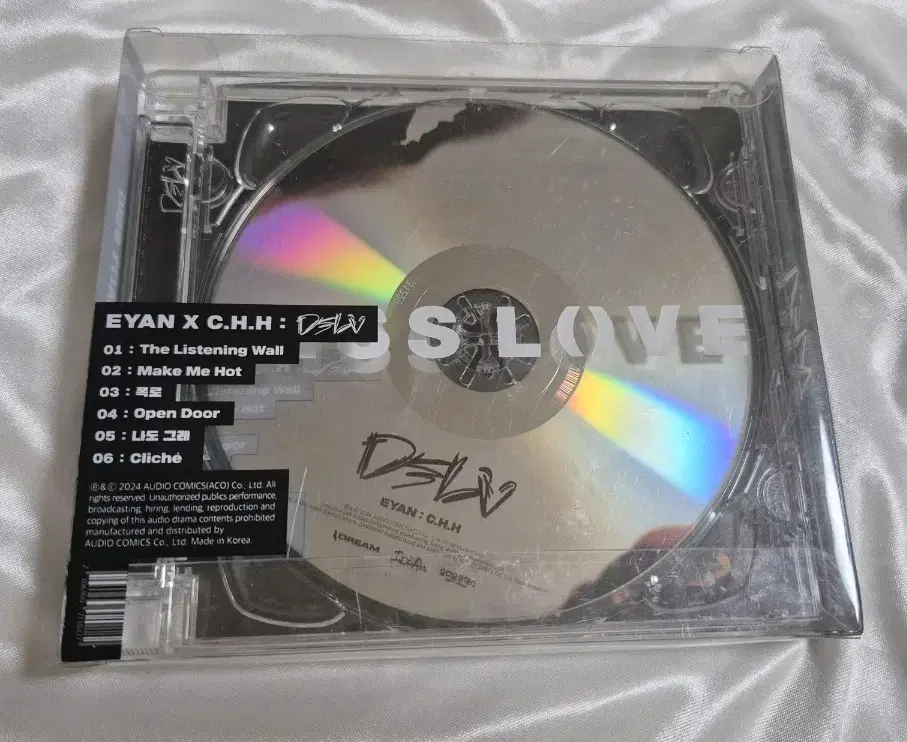 EYAN X C.H.H : DSLV
01 : The Listening Wall
02 : Make Me Hot
03 : 폭로
04 : Open Door
05 : 나도 그래
06 : Cliché
℗&© 2024 AUDIO COMICS(ACO) Co., Ltd. All
rights reserved. Unauthorized publics performance,
broadcasting, hiring, lending, reproduction and
copying of this audio drama contents prohibited
manufactured and distributed by
AUDIO COMICS Co., Ltd. Made in Korea.
SS LOVE
DSLV
EYAN : C.H.H
DSLV